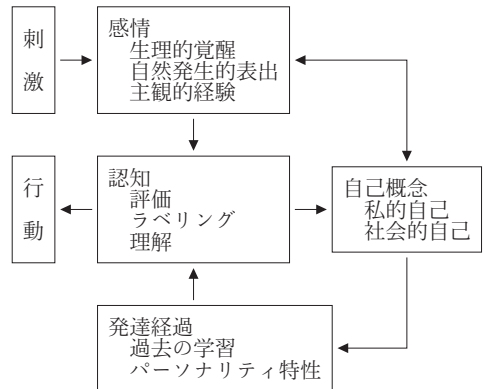 刺激
感情
生理的覚醒
自然発生的表出
主観的経験
行動
認知
評価
ラベリング
理解
自己概念
私的自己
社会的自己
発達経過
過去の学習
パーソナリティ特性